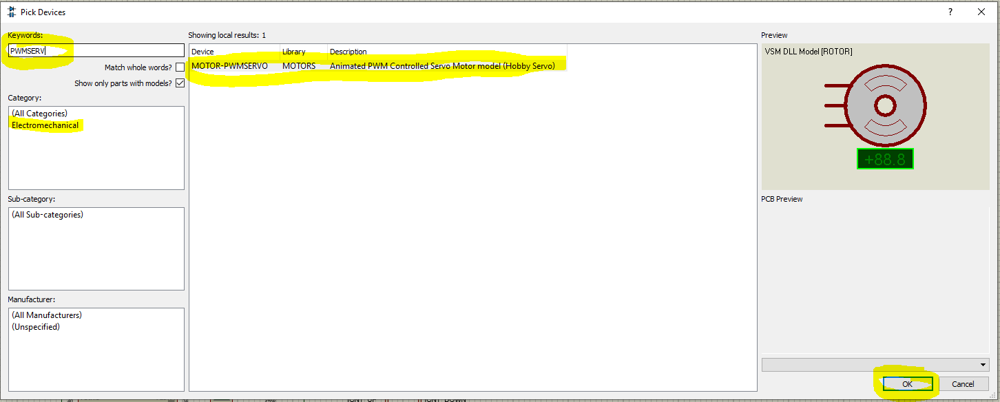 Pick Devices
?
Keywords:
PWMSERV
Match whole words?
Show only parts with models?
Category:
(All Categories)
Electromechanical
Sub-category:
(All Sub-categories)
Manufacturer:
(All Manufacturers)
(Unspecified)
Showing local results: 1
Device Library Description
MOTOR-PWMSERVO MOTORS Animated PWM Controlled Servo Motor model (Hobby Servo)
Preview
VSM DLL Model [ROTOR]
+88.8
PCB Preview
OK Cancel